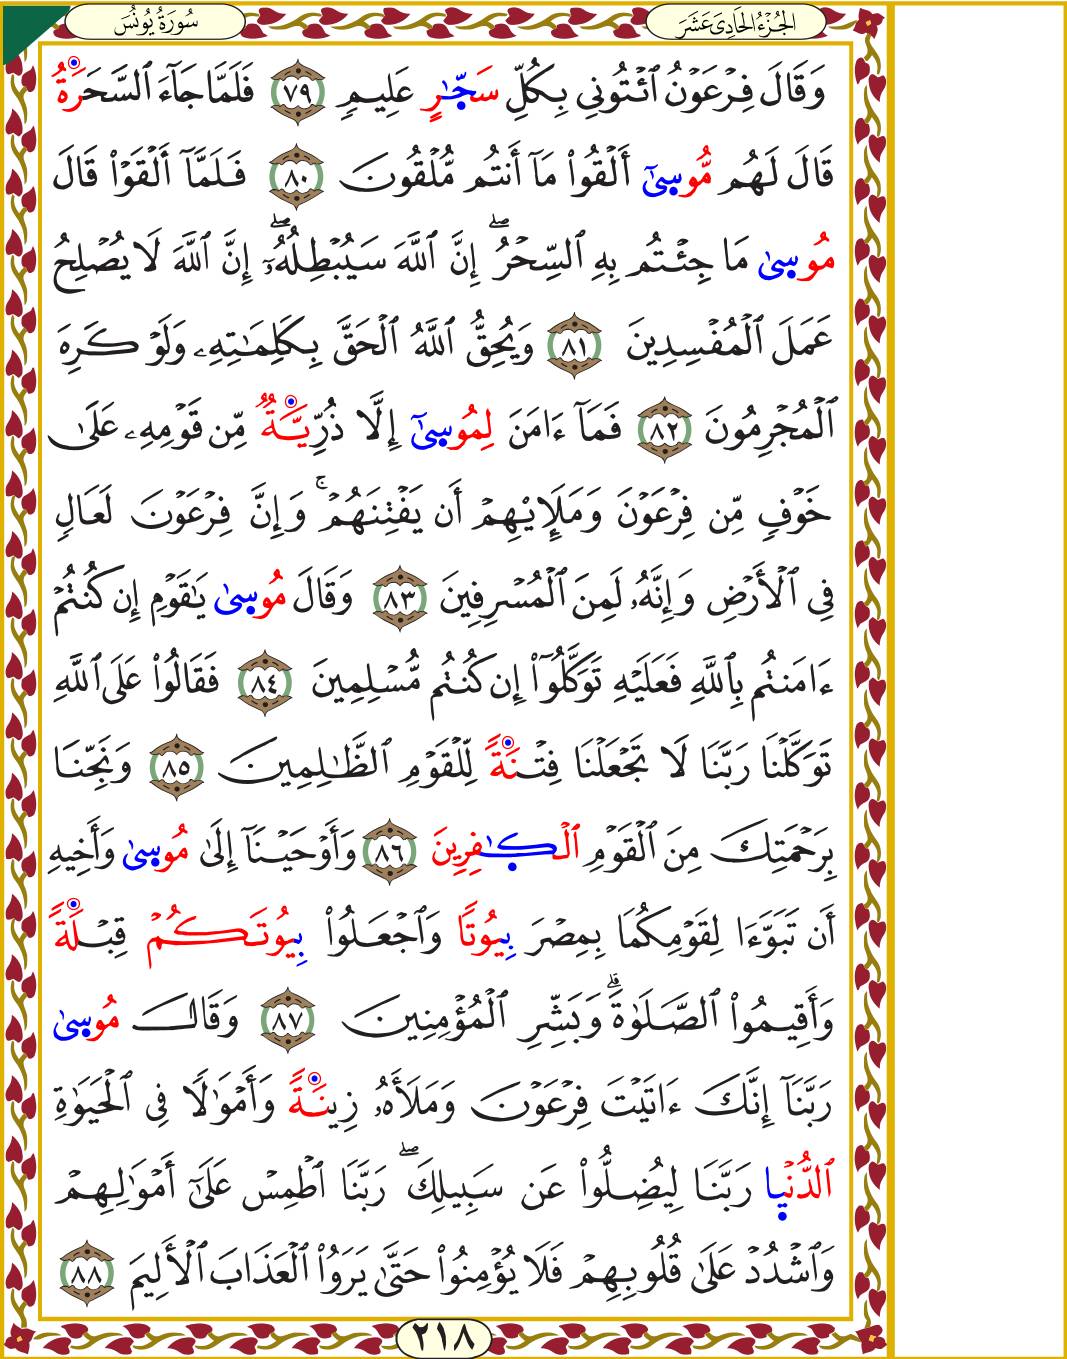 الجُزْءُ الحَادِيَ عَشَرَ
سُورَةُ يُونُسَ
وَقَالَ فِرْعَوْنُ ٱئْتُونِي بِكُلِّ سَحَّٰرٍ عَلِيمٖ ٧٩ فَلَمَّا جَآءَ ٱلسَّحَرَةُ
قَالَ لَهُم مُّوسِىٰٓ أَلْقُوا۟ مَآ أَنتُم مُّلْقُونَ ٨٠ فَلَمَّآ أَلْقَوْا۟ قَالَ
مُوسِىٰ مَا جِئْتُم بِهِ ٱلسِّحْرُۖ إِنَّ ٱللَّهَ سَيُبْطِلُهُۥٓۖ إِنَّ ٱللَّهَ لَا يُصْلِحُ
عَمَلَ ٱلْمُفْسِدِينَ ٨١ وَيُحِقُّ ٱللَّهُ ٱلْحَقَّ بِكَلِمَٰتِهِۦ وَلَوْ كَرِهَ
ٱلْمُجْرِمُونَ ٨٢ فَمَآ ءَامَنَ لِمُوسِىٰٓ إِلَّا ذُرِّيَّةٌ مِّن قَوْمِهِۦ عَلَىٰ
خَوْفٍ مِّن فِرْعَوْنَ وَمَلَإِي۟هِمْ أَن يَفْتِنَهُمْۚ وَإِنَّ فِرْعَوْنَ لَعَالٍ
فِى ٱلْأَرْضِ وَإِنَّهُۥ لَمِنَ ٱلْمُسْرِفِينَ ٨٣ وَقَالَ مُوسِىٰ يَٰقَوْمِ إِن كُنتُمْ
ءَامَنتُم بِٱللَّهِ فَعَلَيْهِ تَوَكَّلُوٓا۟ إِن كُنتُم مُّسْلِمِينَ ٨٤ فَقَالُوا۟ عَلَى ٱللَّهِ
تَوَكَّلْنَا رَبَّنَا لَا تَجْعَلْنَا فِتْنَةً لِّلْقَوْمِ ٱلظَّٰلِمِينَ ٨٥ وَنَجِّنَا
بِرَحْمَتِكَ مِنَ ٱلْقَوْمِ ٱلْكَٰفِرِينَ ٨٦ وَأَوْحَيْنَآ إِلَىٰ مُوسِىٰ وَأَخِيهِ
أَن تَبَوَّءَا لِقَوْمِكُمَا بِمِصْرَ بِيُوتًا وَٱجْعَلُوا۟ بِيُوتَكُمْ قِبْلَةً
وَأَقِيمُوا۟ ٱلصَّلَوٰةَۗ وَبَشِّرِ ٱلْمُؤْمِنِينَ ٨٧ وَقَالَ مُوسِىٰ
رَبَّنَآ إِنَّكَ ءَاتَيْتَ فِرْعَوْنَ وَمَلَأَهُۥ زِينَةً وَأَمْوَٰلًا فِى ٱلْحَيَوٰةِ
ٱلدُّنْيِا رَبَّنَا لِيُضِلُّوا۟ عَن سَبِيلِكَۖ رَبَّنَا ٱطْمِسْ عَلَىٰٓ أَمْوَٰلِهِمْ
وَٱشْدُدْ عَلَىٰ قُلُوبِهِمْ فَلَا يُؤْمِنُوا۟ حَتَّىٰ يَرَوُا۟ ٱلْعَذَابَ ٱلْأَلِيمَ ٨٨
٢١٨